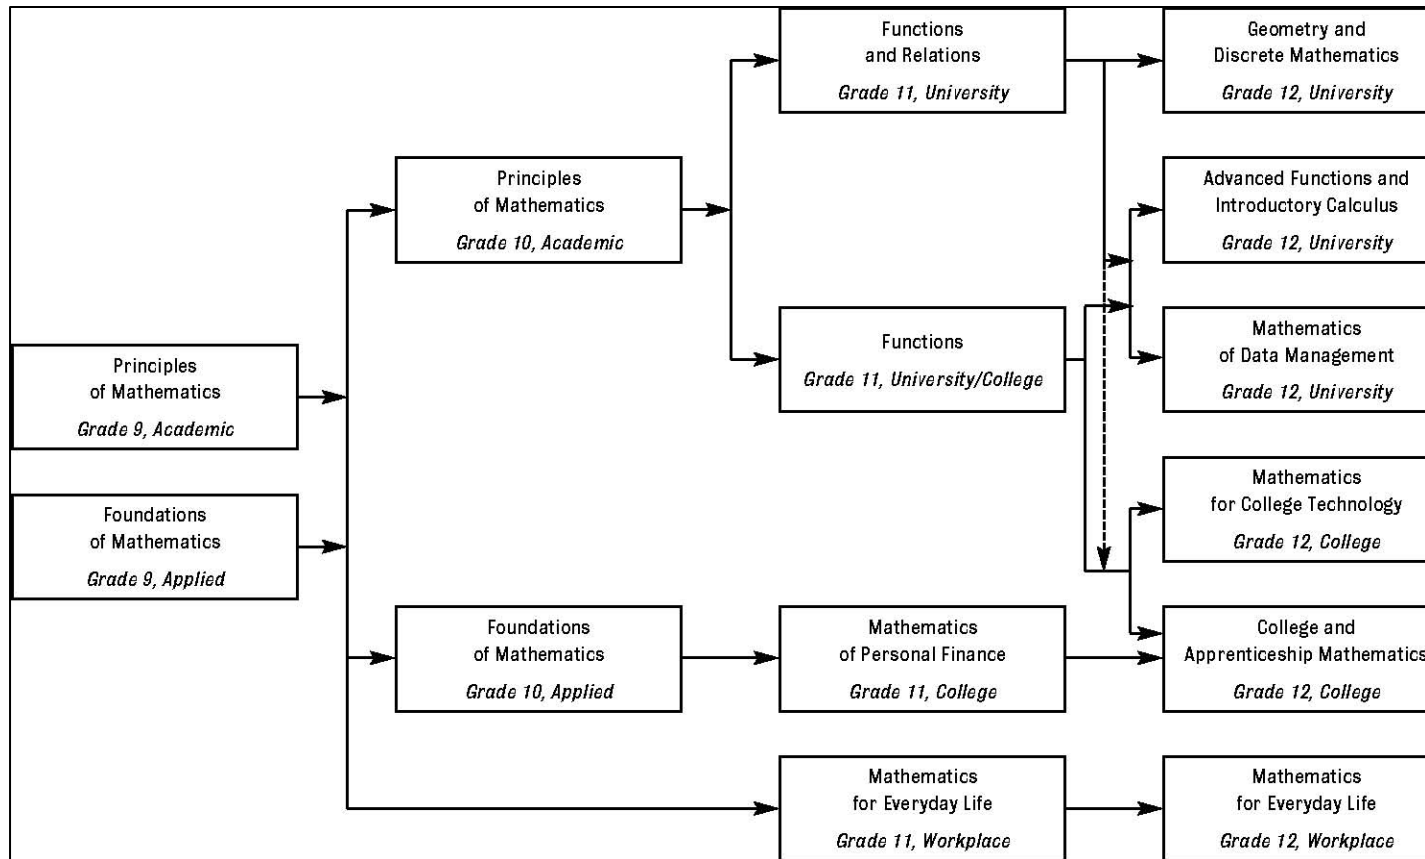 Functions
and Relations
Grade 11, University
Geometry and
Discrete Mathematics
Grade 12, University
Principles
of Mathematics
Grade 10, Academic
Advanced Functions and
Introductory Calculus
Grade 12, University
Functions
Grade 11, University/College
Mathematics
of Data Management
Grade 12, University
Principles
of Mathematics
Grade 9, Academic
Foundations
of Mathematics
Grade 9, Applied
Mathematics
for College Technology
Grade 12, College
Foundations
of Mathematics
Grade 10, Applied
Mathematics
of Personal Finance
Grade 11, College
College and
Apprenticeship Mathematics
Grade 12, College
Mathematics
for Everyday Life
Grade 11, Workplace
Mathematics
for Everyday Life
Grade 12, Workplace